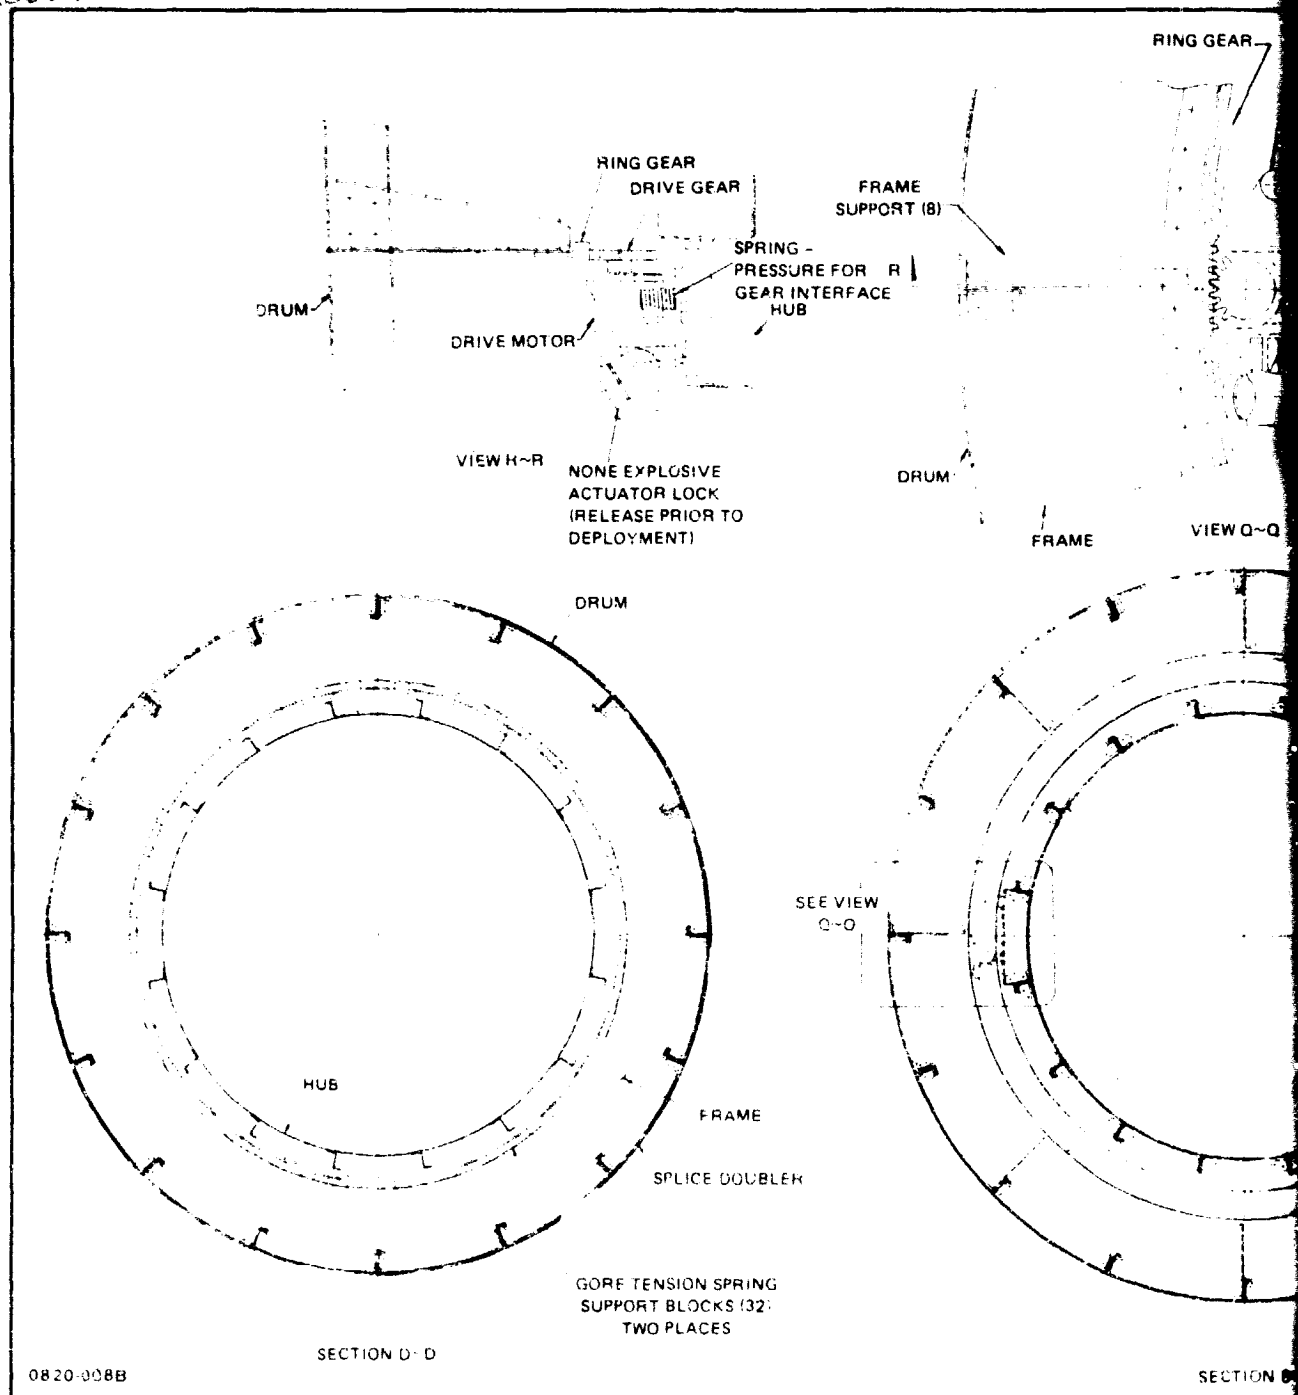 RING GEAR
RING GEAR
DRIVE GEAR
FRAME
SUPPORT (8)
SPRING -
PRESSURE FOR R
GEAR INTERFACE
HUB
DRUM
DRIVE MOTOR
VIEW R~R
NONE EXPLOSIVE
ACTUATOR LOCK
(RELEASE PRIOR TO
DEPLOYMENT)
DRUM
FRAME
VIEW Q~Q
DRUM
SEE VIEW
Q~Q
HUB
FRAME
SPLICE DOUBLER
GORE TENSION SPRING
SUPPORT BLOCKS (32)
TWO PLACES
SECTION D~D
0820-008B
SECTION